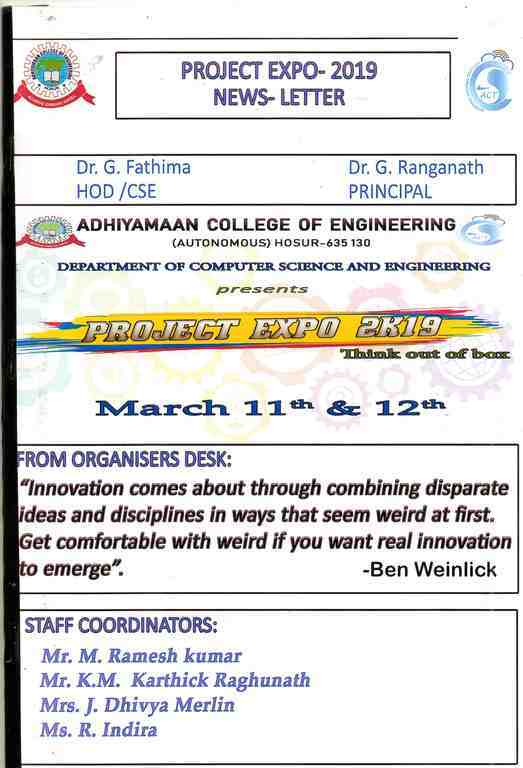 PROJECT EXPO- 2019
NEWS- LETTER
ACT
Dr. G. Fathima
HOD /CSE
Dr. G. Ranganath
PRINCIPAL
ADHIYAMAAN COLLEGE OF ENGINEERING
(AUTONOMOUS) HOSUR-635 130
DEPARTMENT OF COMPUTER SCIENCE AND ENGINEERING
presents
PROJECT EXPO 2K19
Think out of box
March 11th & 12th
FROM ORGANISERS DESK:
“Innovation comes about through combining disparate
ideas and disciplines in ways that seem weird at first.
Get comfortable with weird if you want real innovation
to emerge”.
-Ben Weinlick
STAFF COORDINATORS:
Mr. M. Ramesh kumar
Mr. K.M. Karthick Raghunath
Mrs. J. Dhivya Merlin
Ms. R. Indira